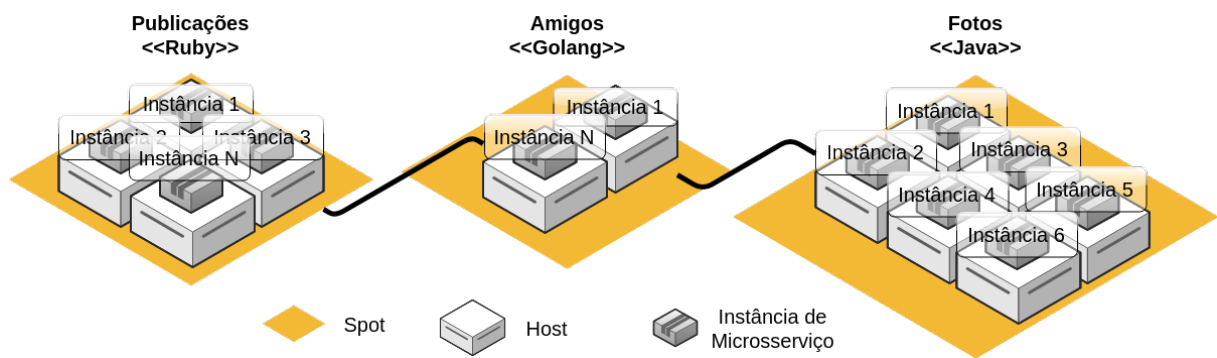 Publicações
<<Ruby>>
Instância 1
Instância 2
Instância 3
Instância N
Amigos
<<Golang>>
Instância 1
Instância N
Fotos
<<Java>>
Instância 1
Instância 2
Instância 3
Instância 4
Instância 5
Instância 6
Spot
Host
Instância de
Microsserviço